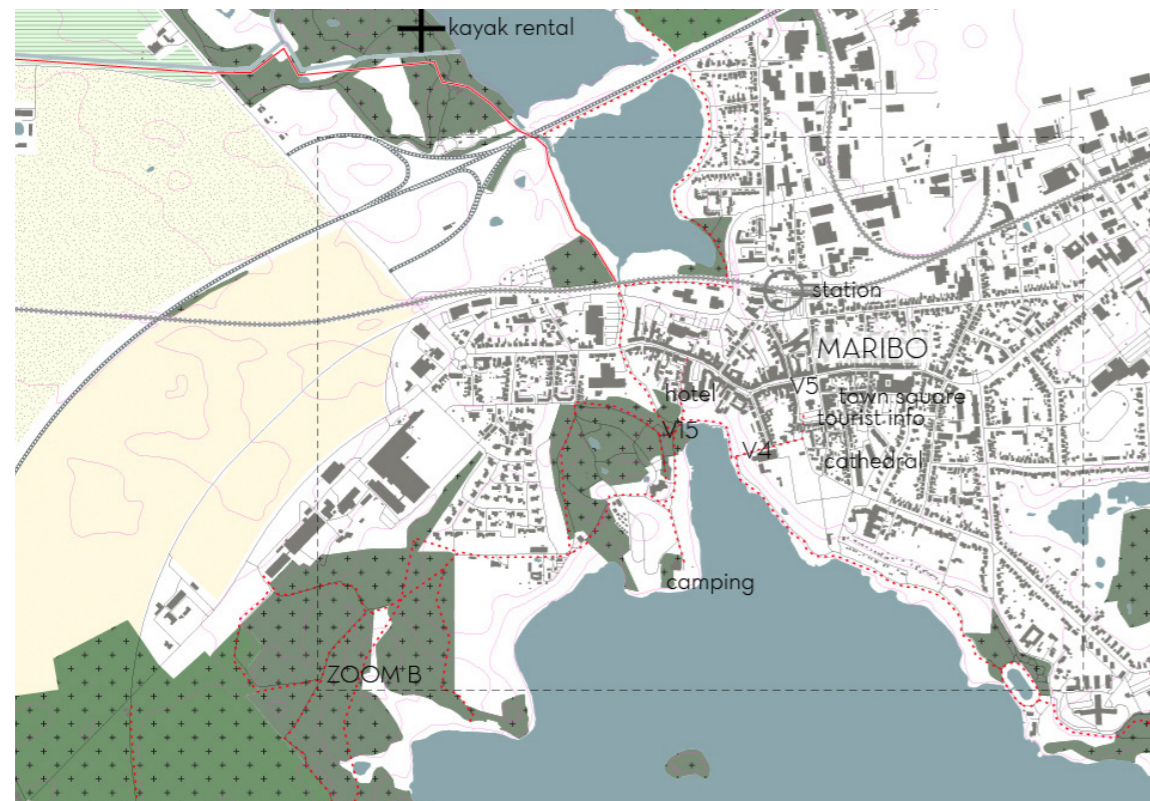 kayak rental
station
MARIBO
V5
hotel
town square
tourist info
V15
V4
cathedral
camping
ZOOM B